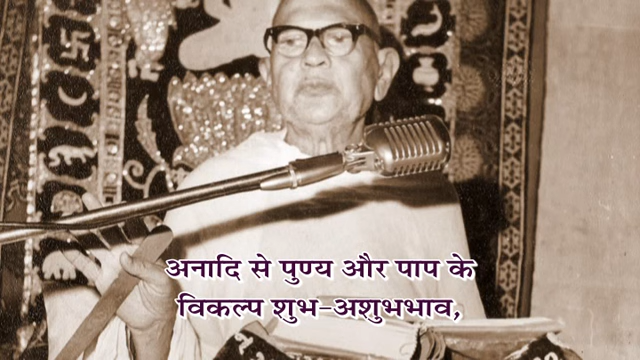 अनादि से पुण्य और पाप के
विकल्प शुभ-अशुभभाव,